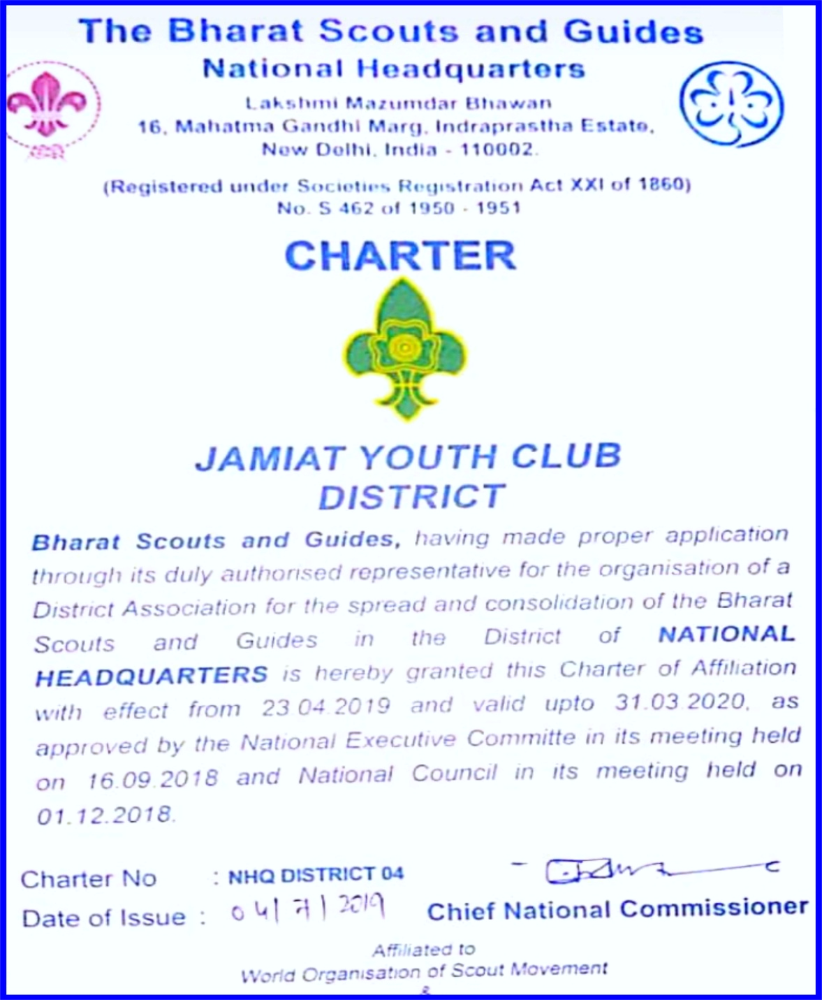 The Bharat Scouts and Guides
National Headquarters
Lakshmi Mazumdar Bhawan
16, Mahatma Gandhi Marg, Indraprastha Estate,
New Delhi, India - 110002.
(Registered under Societies Registration Act XXI of 1860)
No. S 462 of 1950 - 1951
CHARTER
JAMIAT YOUTH CLUB
DISTRICT
Bharat Scouts and Guides, having made proper application
through its duly authorised representative for the organisation of a
District Association for the spread and consolidation of the Bharat
Scouts and Guides in the District of NATIONAL
HEADQUARTERS is hereby granted this Charter of Affiliation
with effect from 23.04.2019 and valid upto 31.03.2020, as
approved by the National Executive Committe in its meeting held
on 16.09.2018 and National Council in its meeting held on
01.12.2018.
Charter No : NHQ DISTRICT 04
Date of Issue : 04/7/2019
Chief National Commissioner
Affiliated to
World Organisation of Scout Movement
&